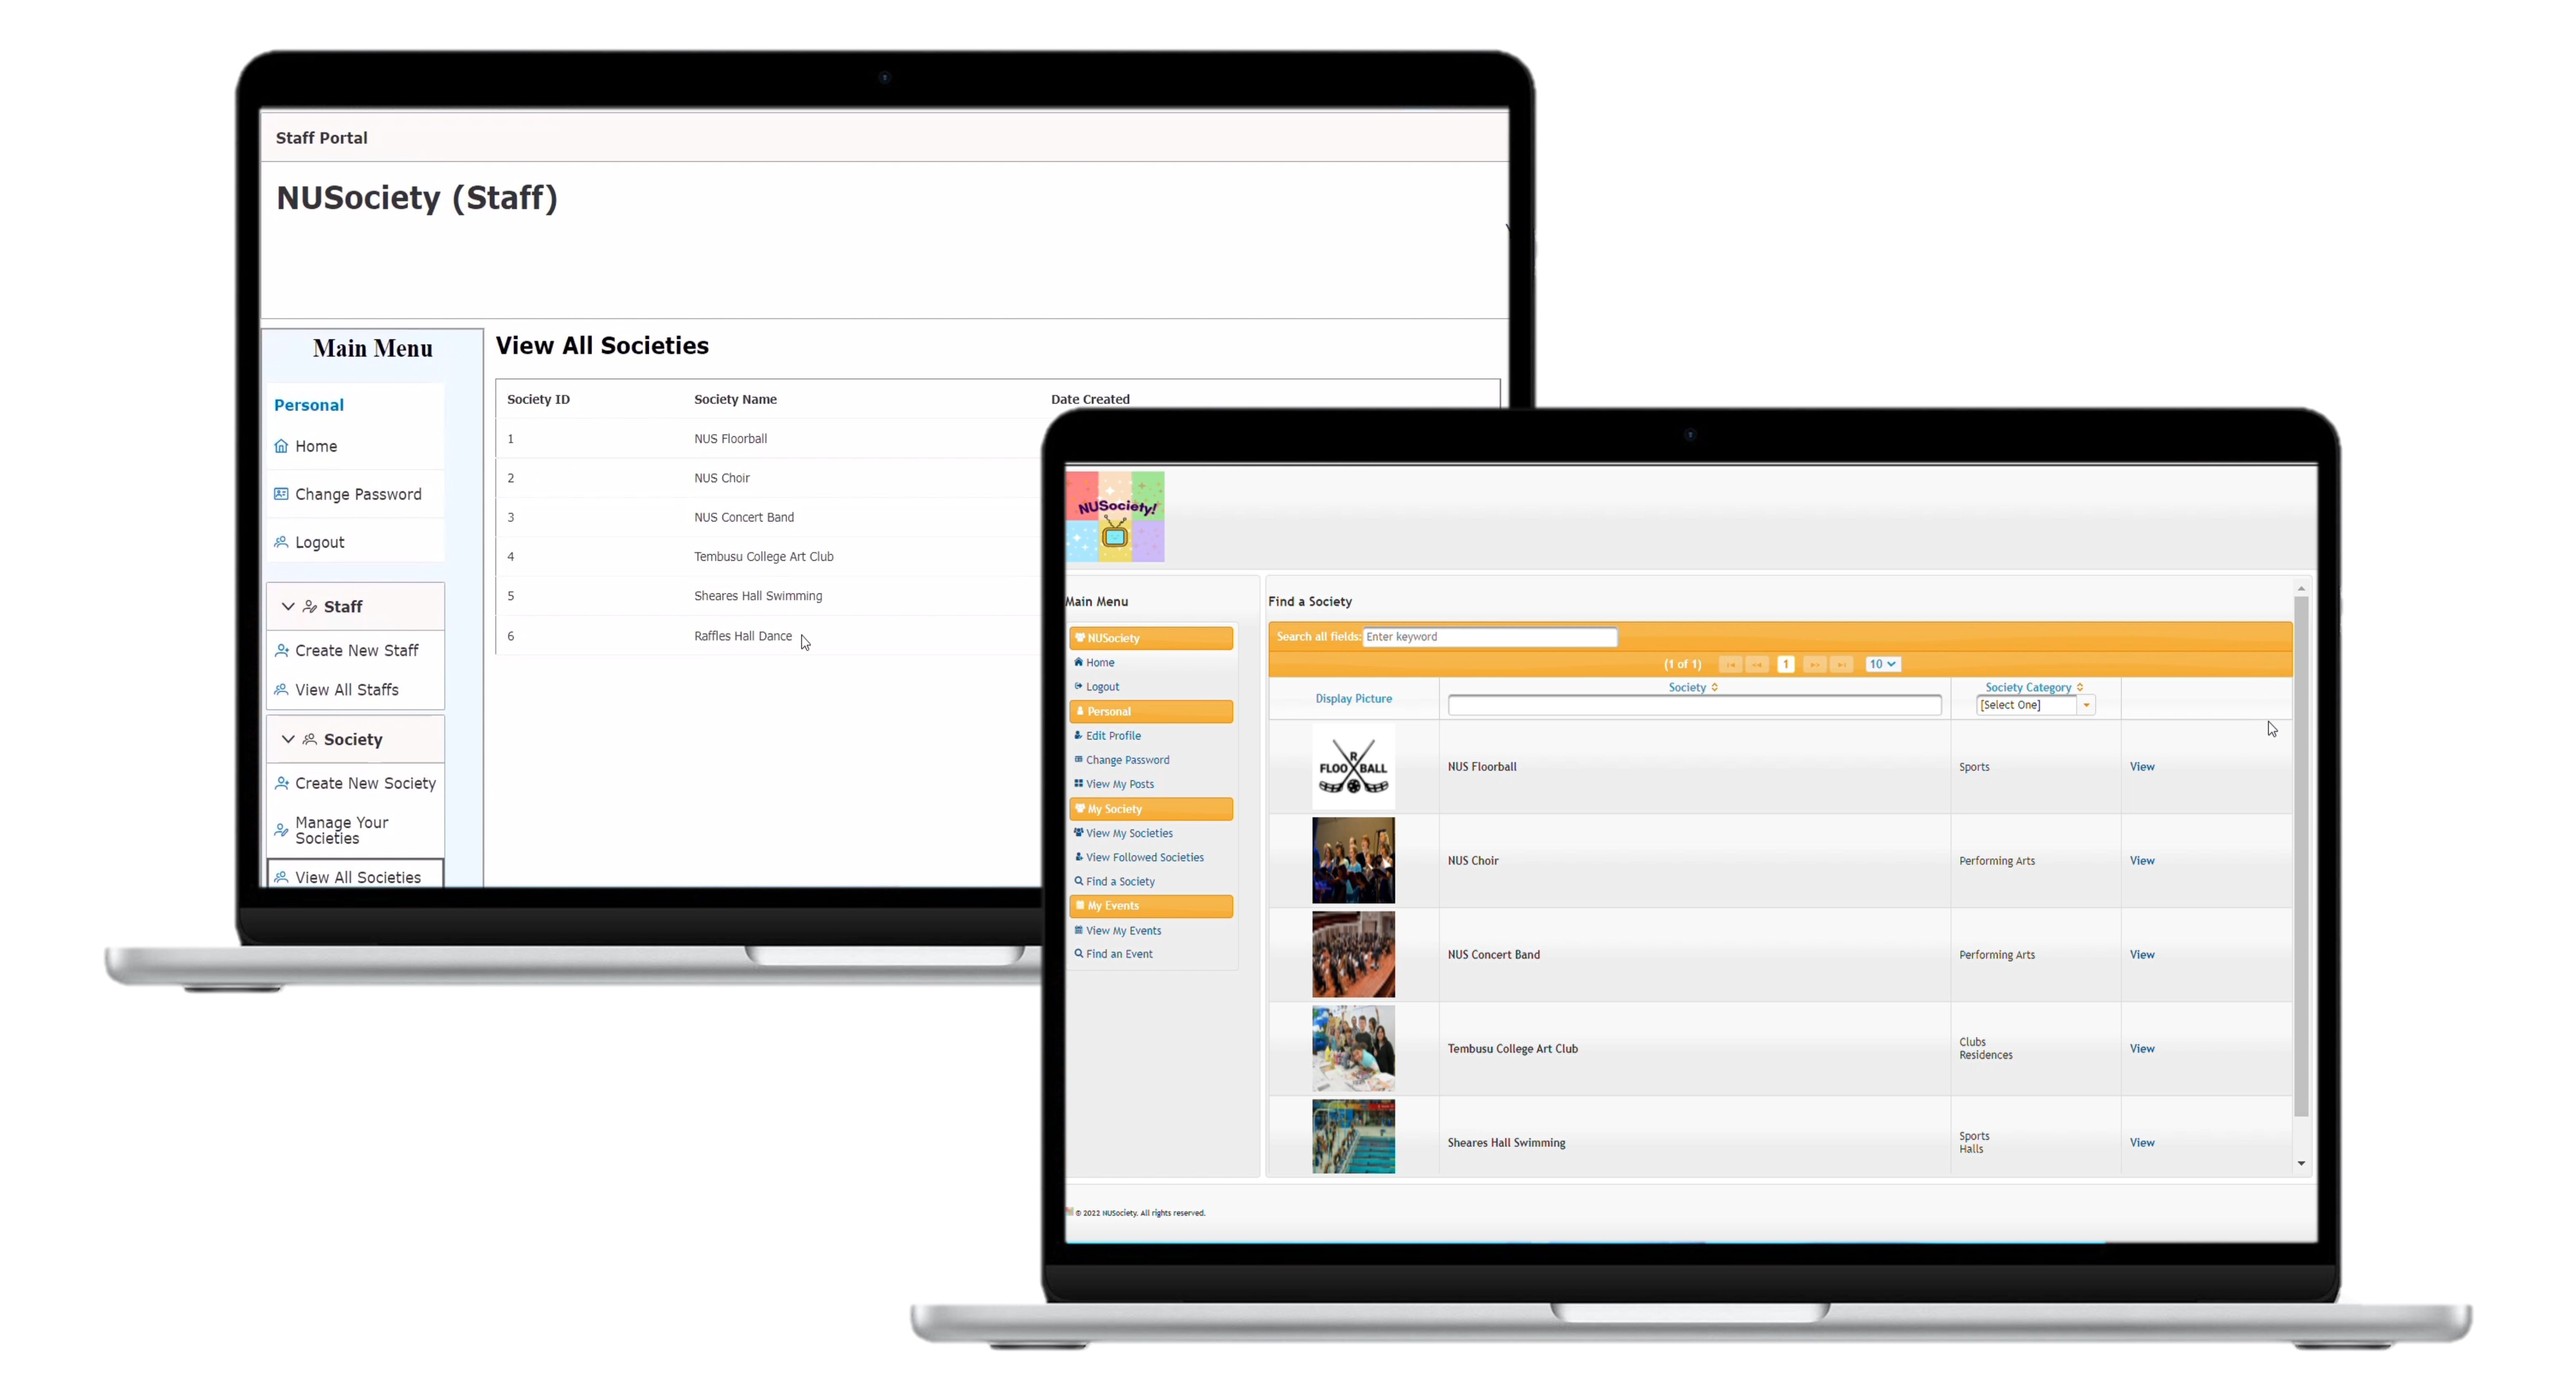 Staff Portal
NUSociety (Staff)
Main Menu
Personal
Home
Change Password
Logout
Staff
Create New Staff
View All Staffs
Society
Create New Society
Manage Your
Societies
View All Societies
View All Societies
Society ID Society Name Date Created
1 NUS Floorball
2 NUS Choir
3 NUS Concert Band
4 Tembusu College Art Club
5 Sheares Hall Swimming
6 Raffles Hall Dance
NUSociety!
Main Menu
NUSociety
Home
Logout
Personal
Edit Profile
Change Password
View My Posts
My Society
View My Societies
View Followed Societies
Find a Society
My Events
View My Events
Find an Event
Find a Society
Search all fields: Enter keyword
(1 of 1) 1 10
Display Picture Society Society Category
[Select One]
R
FLOO BALL
NUS Floorball Sports View
NUS Choir Performing Arts View
NUS Concert Band Performing Arts View
Tembusu College Art Club Clubs
Residences View
Sheares Hall Swimming Sports
Halls View
© 2022 NUSociety. All rights reserved.